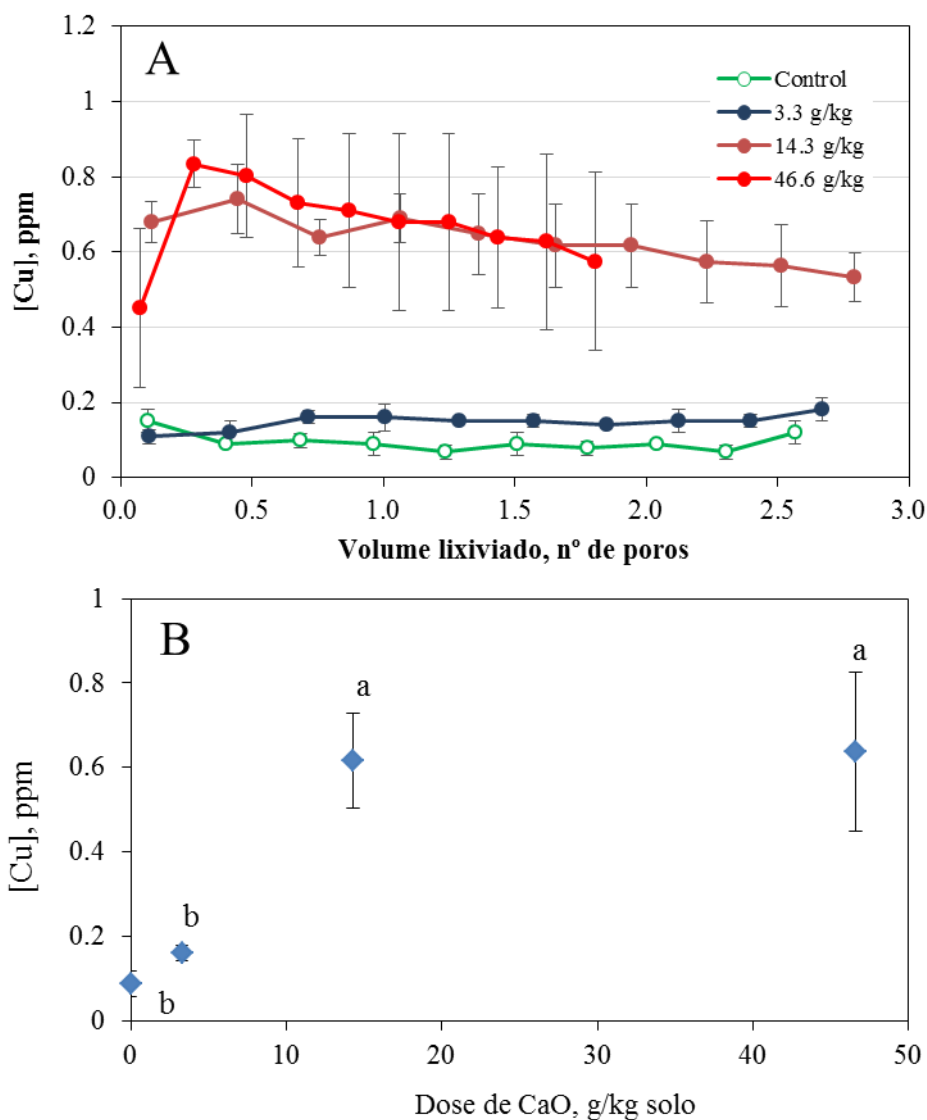 1.2
A
Control
3.3 g/kg
14.3 g/kg
46.6 g/kg
1
0.8
0.6
0.4
0.2
0
[Cu], ppm
0.0 0.5 1.0 1.5 2.0 2.5 3.0
Volume lixiviado, nº de poros
1
B
a
a
0.8
0.6
0.4
0.2
0
b
b
[Cu], ppm
0 10 20 30 40 50
Dose de CaO, g/kg solo